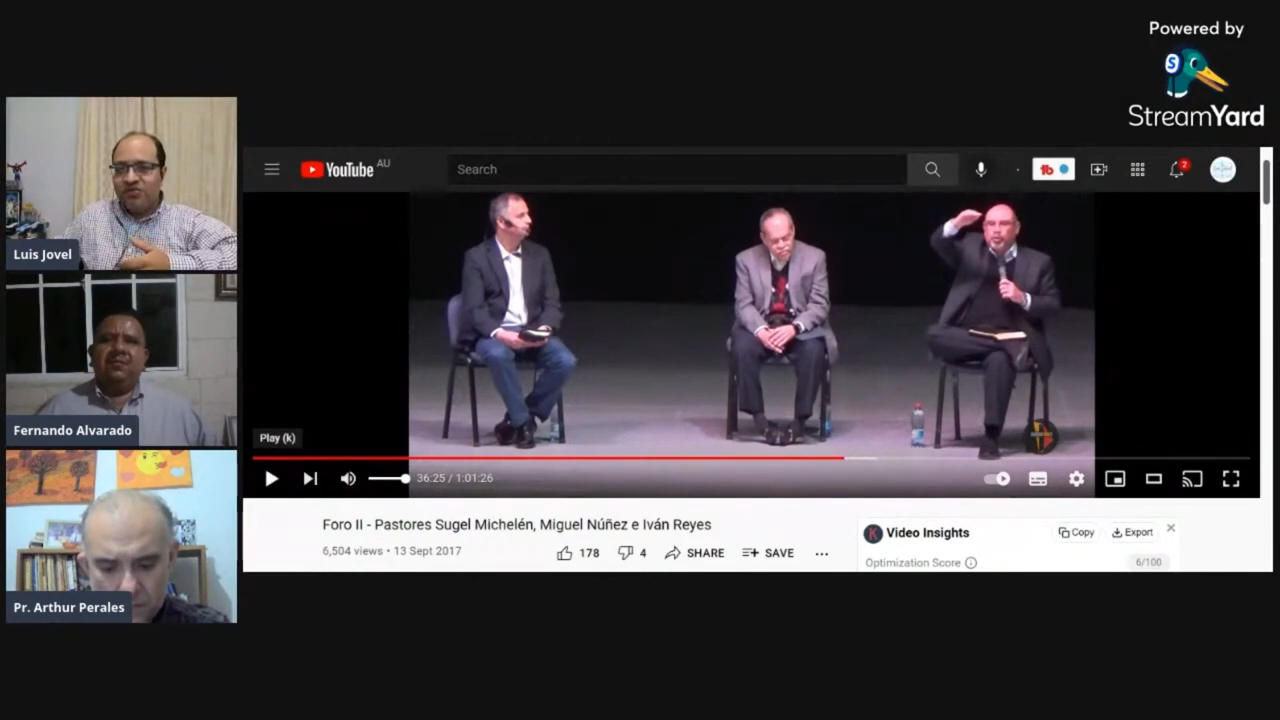 Powered by
S
StreamYard
Luis Jovel
Fernando Alvarado
Pr. Arthur Perales
YouTube AU
Search
2
Play (k)
36:25 / 1:01:26
Foro II - Pastores Sugel Michelén, Miguel Núñez e Iván Reyes
6,504 views • 13 Sept 2017
178
4
SHARE
SAVE
Video Insights
Copy
Export
Optimization Score
6/100